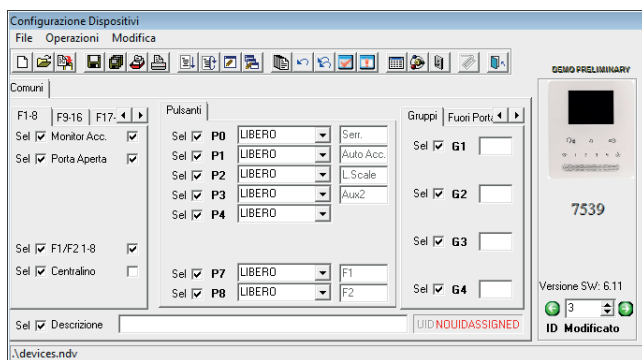 Configurazione Dispositivi
File Operazioni Modifica
DEMO PRELIMINARY
Comuni
F1-8 F9-16 F17-
Sel Monitor Acc.
Sel Porta Aperta
Sel F1/F2 1-8
Sel Centralino
Pulsanti
Sel P0 LIBERO Serr.
Sel P1 LIBERO Auto Acc.
Sel P2 LIBERO L.Scale
Sel P3 LIBERO Aux2
Sel P4 LIBERO
Sel P7 LIBERO F1
Sel P8 LIBERO F2
Gruppi Fuori Porta
Sel G1
Sel G2
Sel G3
Sel G4
7539
Versione SW: 6.11
3
ID Modificato
Sel Descrizione UID NOUIDASSIGNED
.\devices.ndv